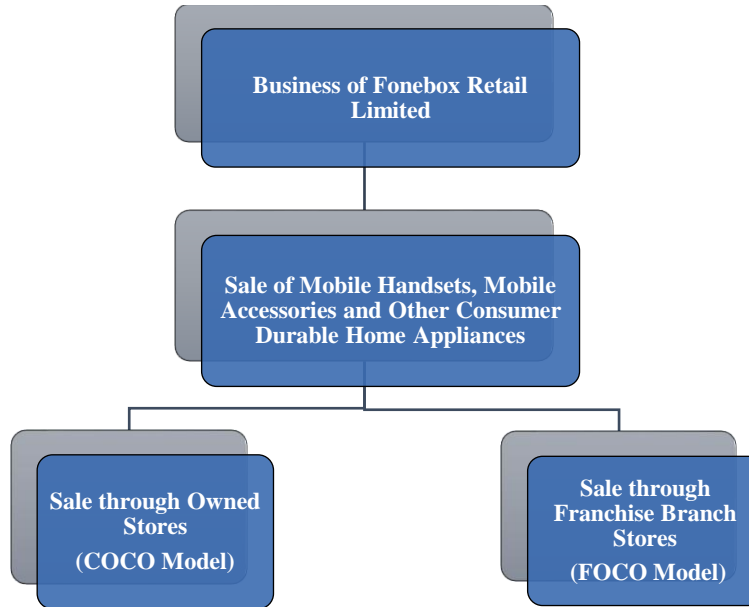 Business of Fonebox Retail
Limited
Sale of Mobile Handsets, Mobile
Accessories and Other Consumer
Durable Home Appliances
Sale through Owned
Stores
(COCO Model)
Sale through
Franchise Branch
Stores
(FOCO Model)